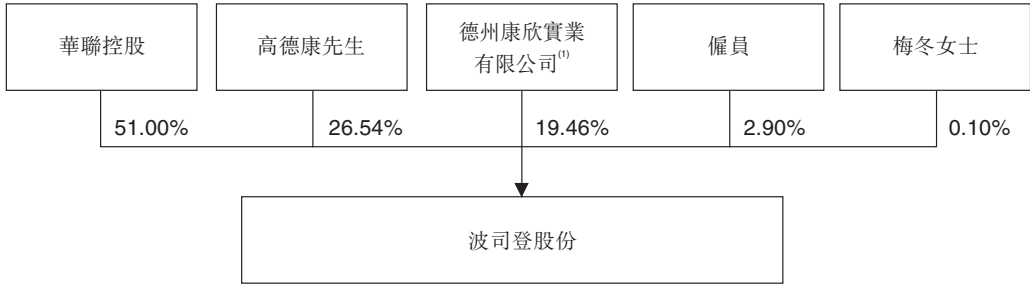 華聯控股
高德康先生
德州康欣實業
有限公司(1)
僱員
梅冬女士
51.00%
26.54%
19.46%
2.90%
0.10%
波司登股份